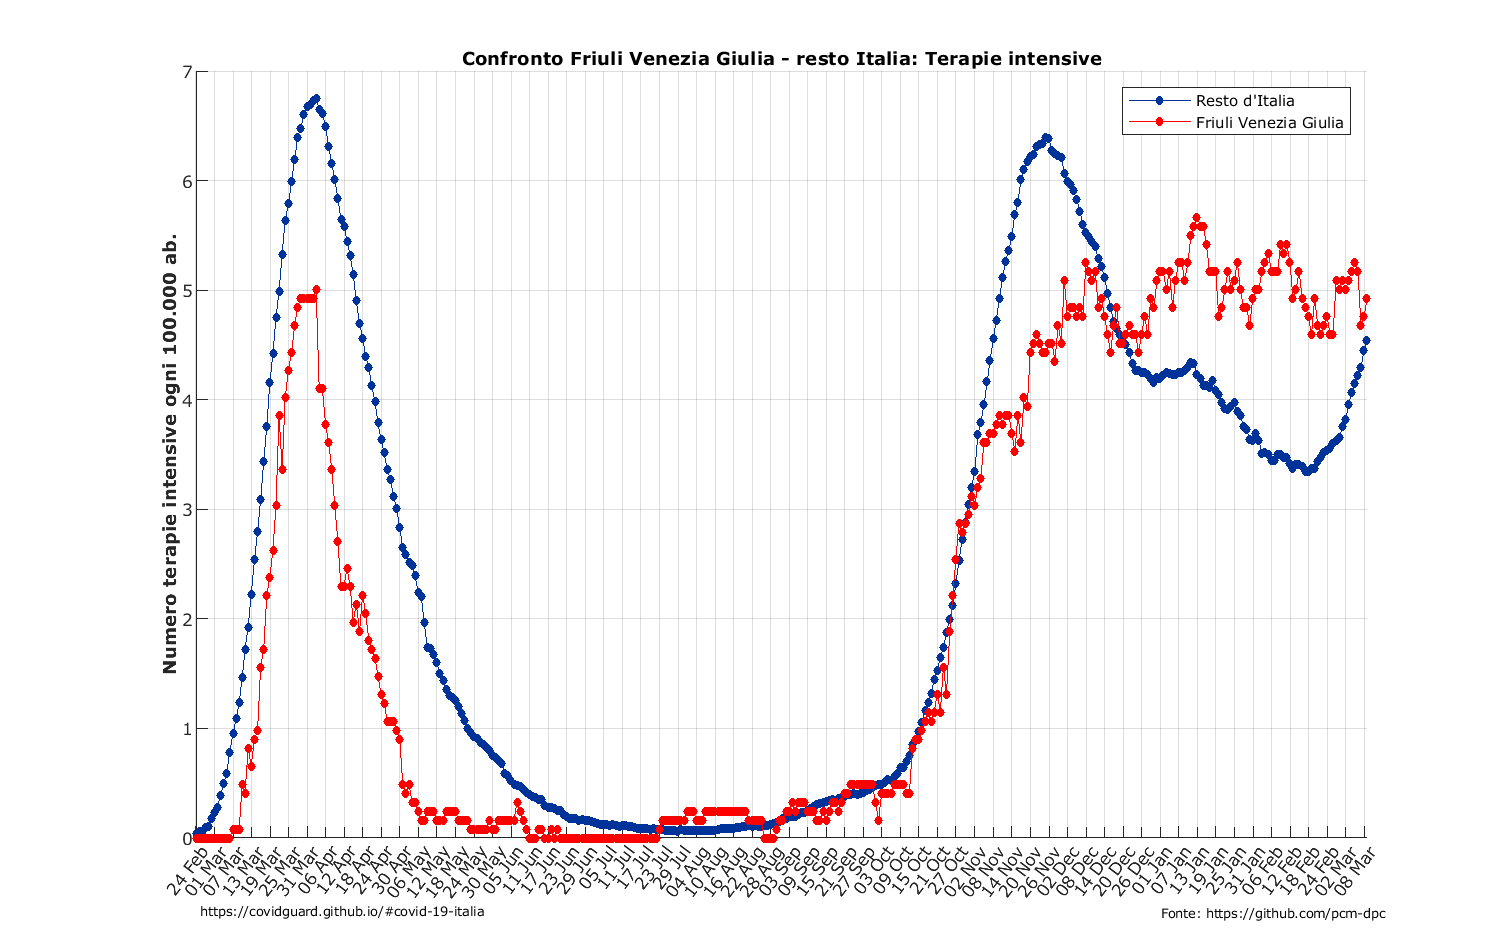 Confronto Friuli Venezia Giulia - resto Italia: Terapie intensive
Resto d'Italia
Friuli Venezia Giulia
Numero terapie intensive ogni 100.000 ab.
7
6
5
4
3
2
1
0
24 Feb
01 Mar
07 Mar
13 Mar
19 Mar
25 Mar
31 Mar
06 Apr
12 Apr
18 Apr
24 Apr
30 Apr
06 May
12 May
18 May
24 May
30 May
05 Jun
11 Jun
17 Jun
23 Jun
29 Jun
05 Jul
11 Jul
17 Jul
23 Jul
29 Jul
04 Aug
10 Aug
16 Aug
22 Aug
28 Aug
03 Sep
09 Sep
15 Sep
21 Sep
27 Sep
03 Oct
09 Oct
15 Oct
21 Oct
27 Oct
02 Nov
08 Nov
14 Nov
20 Nov
26 Nov
02 Dec
08 Dec
14 Dec
20 Dec
26 Dec
01 Jan
07 Jan
13 Jan
19 Jan
25 Jan
31 Jan
06 Feb
12 Feb
18 Feb
24 Feb
02 Mar
08 Mar
https://covidguard.github.io/#covid-19-italia
Fonte: https://github.com/pcm-dpc